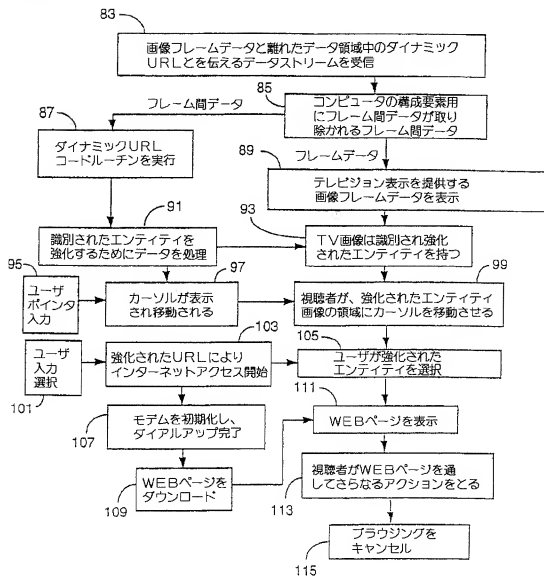 83
画像フレームデータと離れたデータ領域中のダイナミック
URLとを伝えるデータストリームを受信
87
フレーム間データ
85
コンピュータの構成要素用
にフレーム間データが取り
除かれるフレーム間データ
ダイナミックURL
コードルーチンを実行
フレームデータ
89
テレビジョン表示を提供する
画像フレームデータを表示
91
93
識別されたエンティティを
強化するためにデータを処理
TV画像は識別され強化
されたエンティティを持つ
95
97
99
ユーザ
ポインタ
入力
カーソルが表示
され移動される
視聴者が、強化されたエンティティ
画像の領域にカーソルを移動させる
103
105
ユーザ
入力
選択
101
強化されたURLにより
インターネットアクセス開始
ユーザが強化された
エンティティを選択
111
モデムを初期化し、
ダイアルアップ完了
107
WEBページを表示
WEBページを
ダウンロード
109
視聴者がWEBページを通
してさらなるアクションをとる
113
ブラウジングを
キャンセル
115